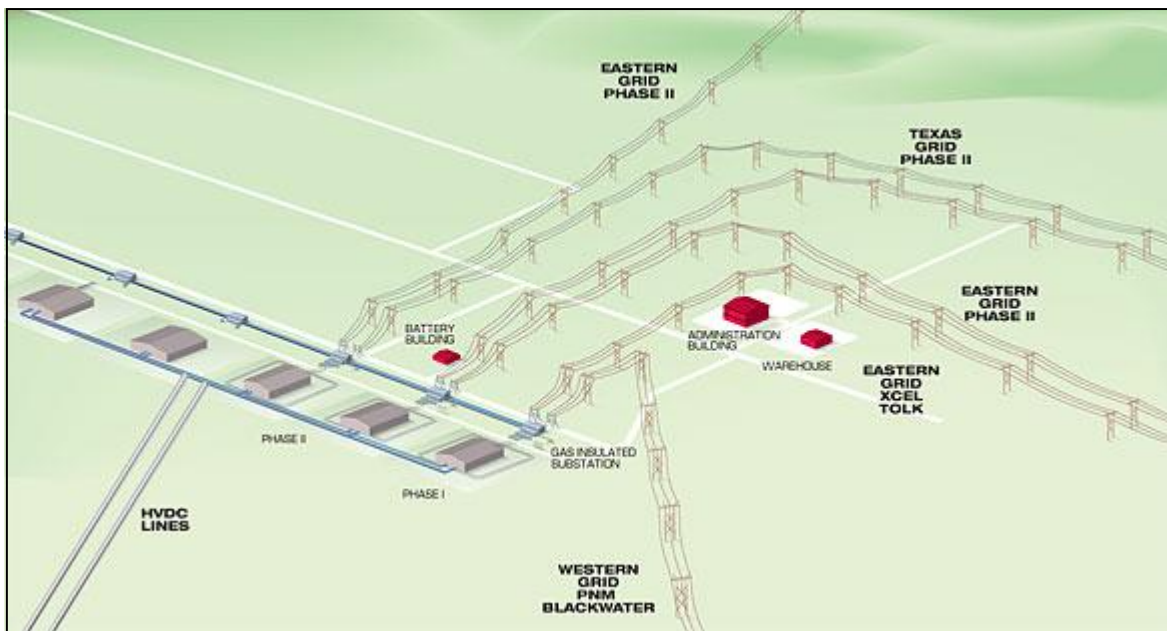 EASTERN
GRID
PHASE II
TEXAS
GRID
PHASE II
EASTERN
GRID
PHASE II
BATTERY
BUILDING
ADMINISTRATION
BUILDING
WAREHOUSE
EASTERN
GRID
XCEL
TOLK
PHASE II
GAS INSULATED
SUBSTATION
PHASE I
HVDC
LINES
WESTERN
GRID
PNM
BLACKWATER